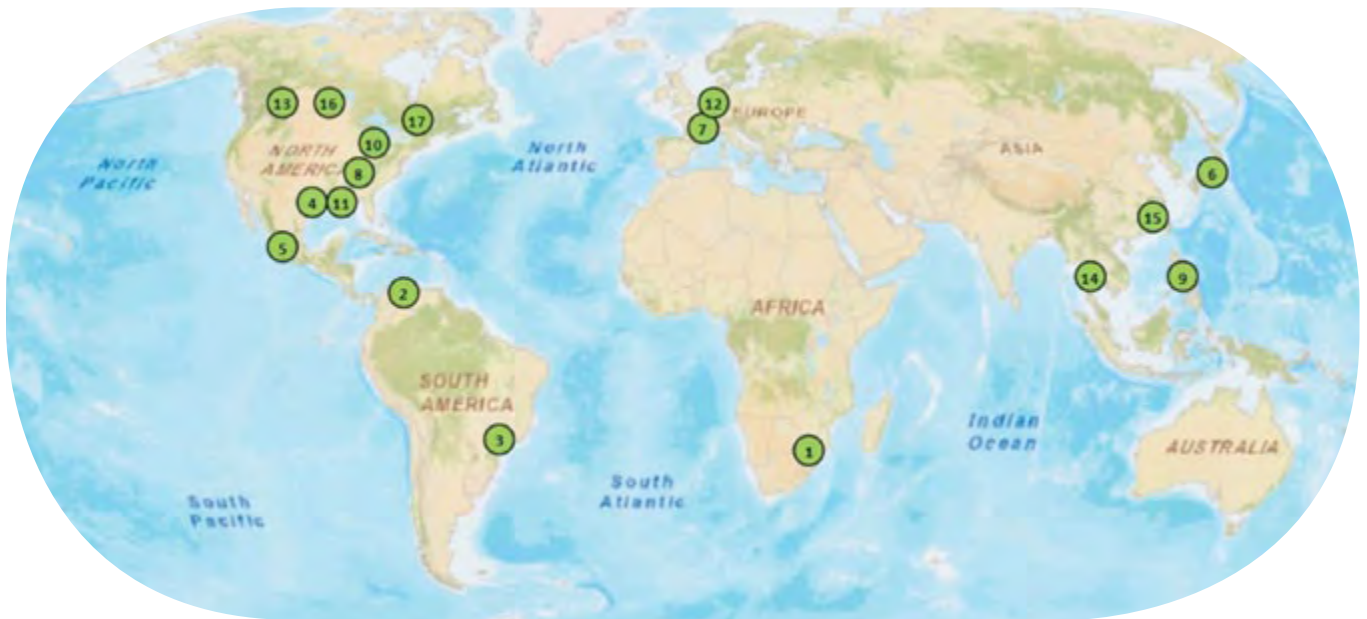 13
16
12
EUROPE
17
7
10
North
Atlantic
ASIA
NORTH
AMERICA
North
Pacific
8
6
4
11
15
5
14
9
2
AFRICA
SOUTH
AMERICA
Indian
Ocean
3
1
AUSTRALIA
South
Atlantic
South
Pacific